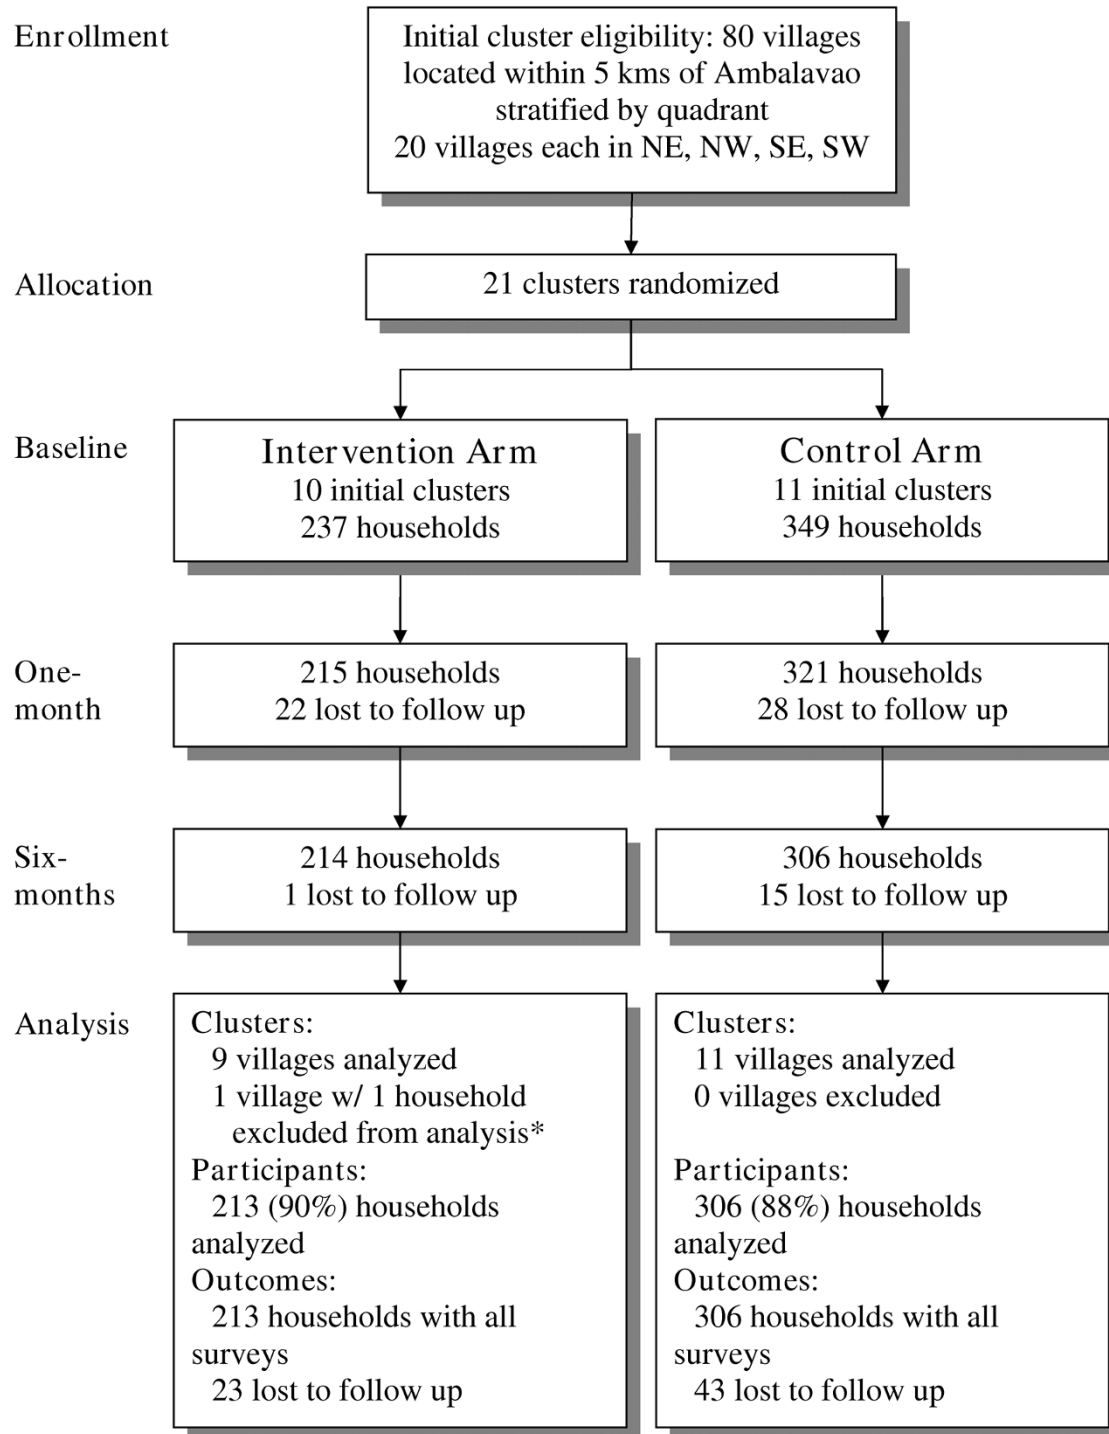 Enrollment
Initial cluster eligibility: 80 villages
located within 5 kms of Ambalavao
stratified by quadrant
20 villages each in NE, NW, SE, SW
Allocation
21 clusters randomized
Baseline
Intervention Arm
10 initial clusters
237 households
Control Arm
11 initial clusters
349 households
One-
month
215 households
22 lost to follow up
321 households
28 lost to follow up
Six-
months
214 households
1 lost to follow up
306 households
15 lost to follow up
Analysis
Clusters:
9 villages analyzed
1 village w/ 1 household
excluded from analysis*
Participants:
213 (90%) households
analyzed
Outcomes:
213 households with all
surveys
23 lost to follow up
Clusters:
11 villages analyzed
0 villages excluded
Participants:
306 (88%) households
analyzed
Outcomes:
306 households with all
surveys
43 lost to follow up